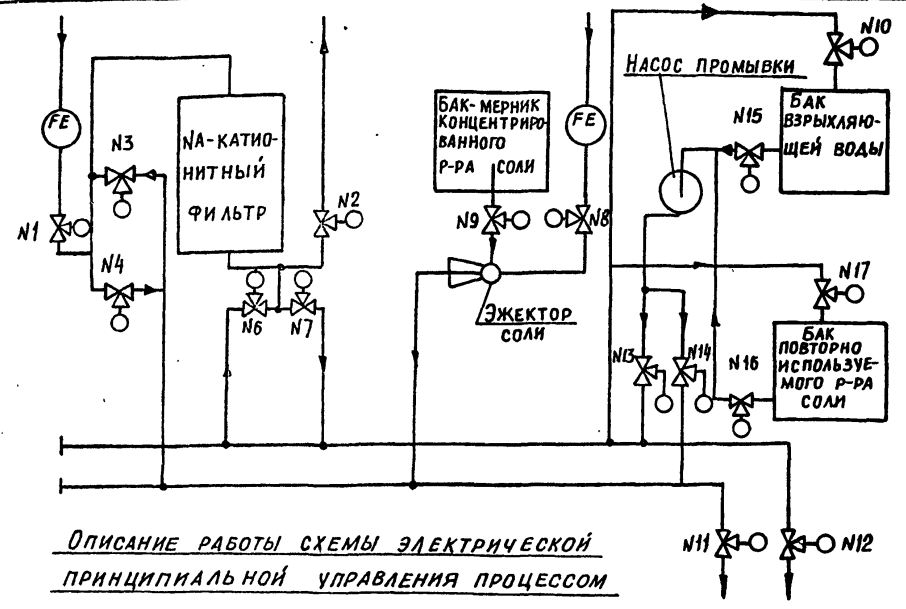 N10
НАСОС ПРОМЫВКИ
FE
NА-КАТИО-
НИТНЫЙ
ФИЛЬТР
БАК-МЕРНИК
КОНЦЕНТРИРО-
ВАННОГО
Р-РА СОЛИ
FE
БАК
ВЗРЫХЛЯЮ-
ЩЕЙ ВОДЫ
N15
N3
N1
N2
N9
N8
N4
N17
N6
N7
ЭЖЕКТОР
СОЛИ
N13
N14
N16
БАК
ПОВТОРНО
ИСПОЛЬЗУЕ-
МОГО Р-РА
СОЛИ
N11
N12
ОПИСАНИЕ РАБОТЫ СХЕМЫ ЭЛЕКТРИЧЕСКОЙ
ПРИНЦИПИАЛЬНОЙ УПРАВЛЕНИЯ ПРОЦЕССОМ